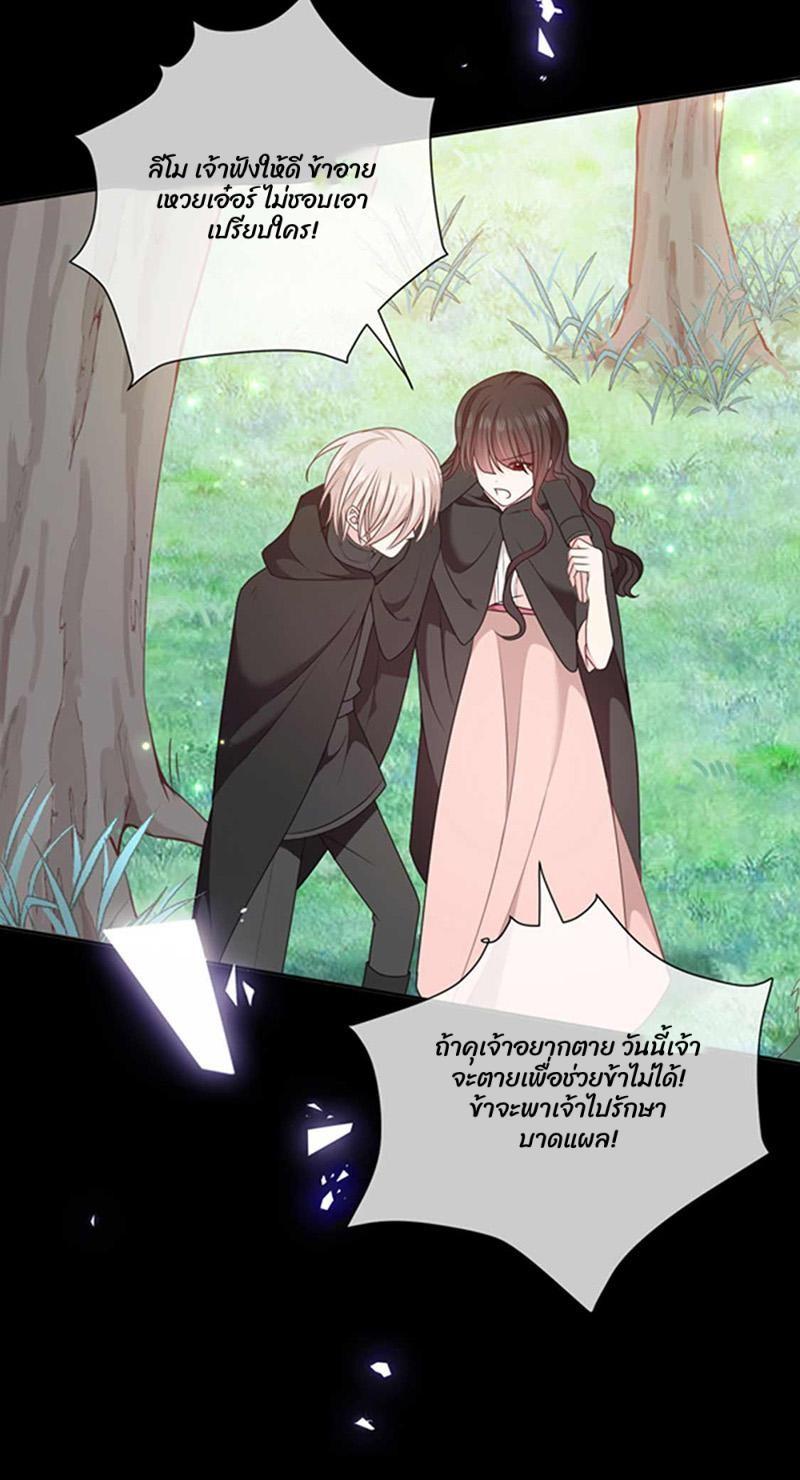 ลีโม เจ้าฟังให้ดี ข้าอาย
เหวยเอ๋อร์ ไม่ชอบเอา
เปรียบใคร!
ถ้าคุเจ้าอยากตาย วันนี้เจ้า
จะตายเพื่อช่วยข้าไม่ได้!
ข้าจะพาเจ้าไปรักษา
บาดแผล!